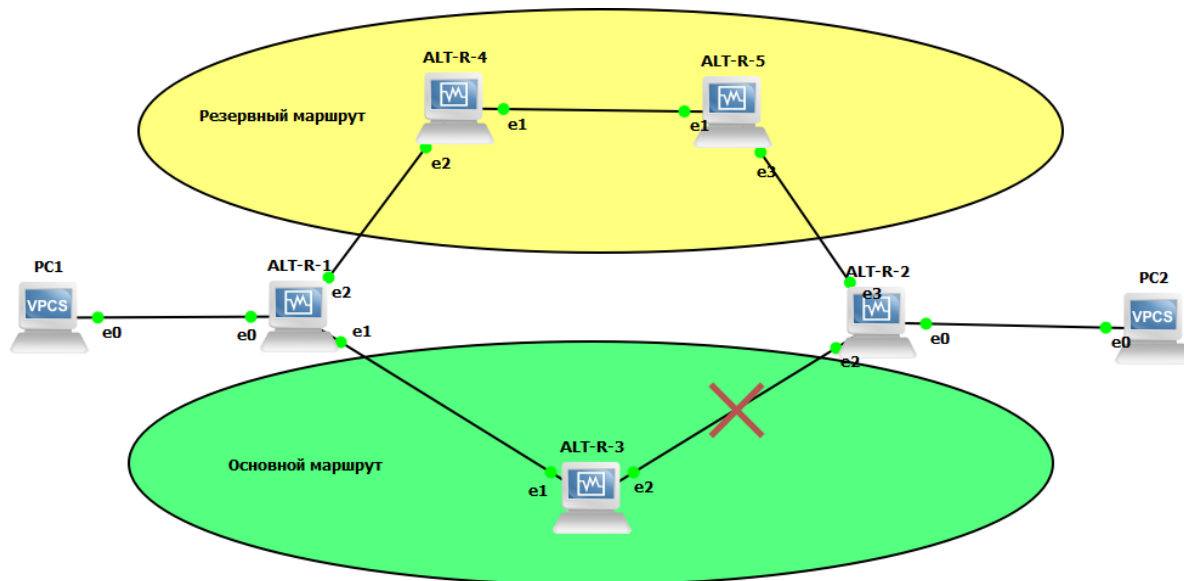 ALT-R-4
ALT-R-5
Резервный маршрут
e1
e1
e2
e3
PC1
ALT-R-1
ALT-R-2
PC2
VPCS
e0
e0
e2
e1
e3
e2
e0
e0
VPCS
ALT-R-3
Основной маршрут
e1
e2